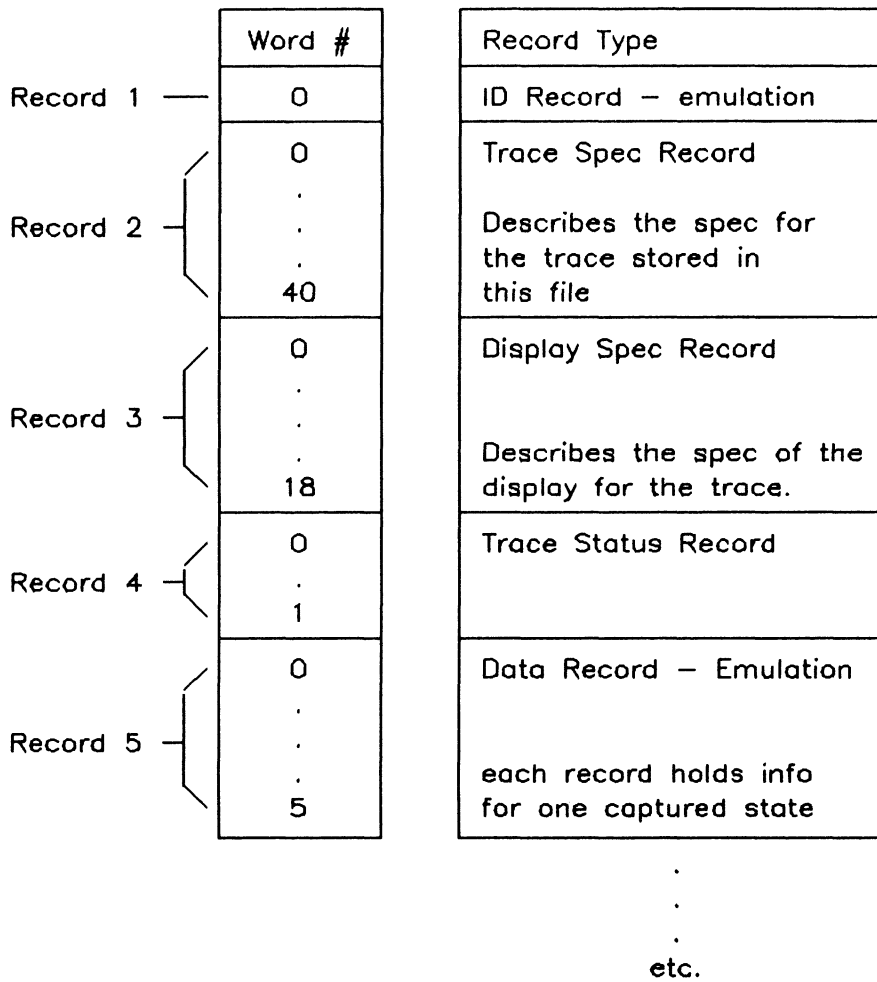 Word #
Record Type
Record 1
0
ID Record – emulation
Record 2
0
.
.
.
40
Trace Spec Record
Describes the spec for
the trace stored in
this file
Record 3
0
.
.
.
18
Display Spec Record
Describes the spec of the
display for the trace.
Record 4
0
.
1
Trace Status Record
Record 5
0
.
.
.
5
Data Record – Emulation
each record holds info
for one captured state
.
.
.
etc.